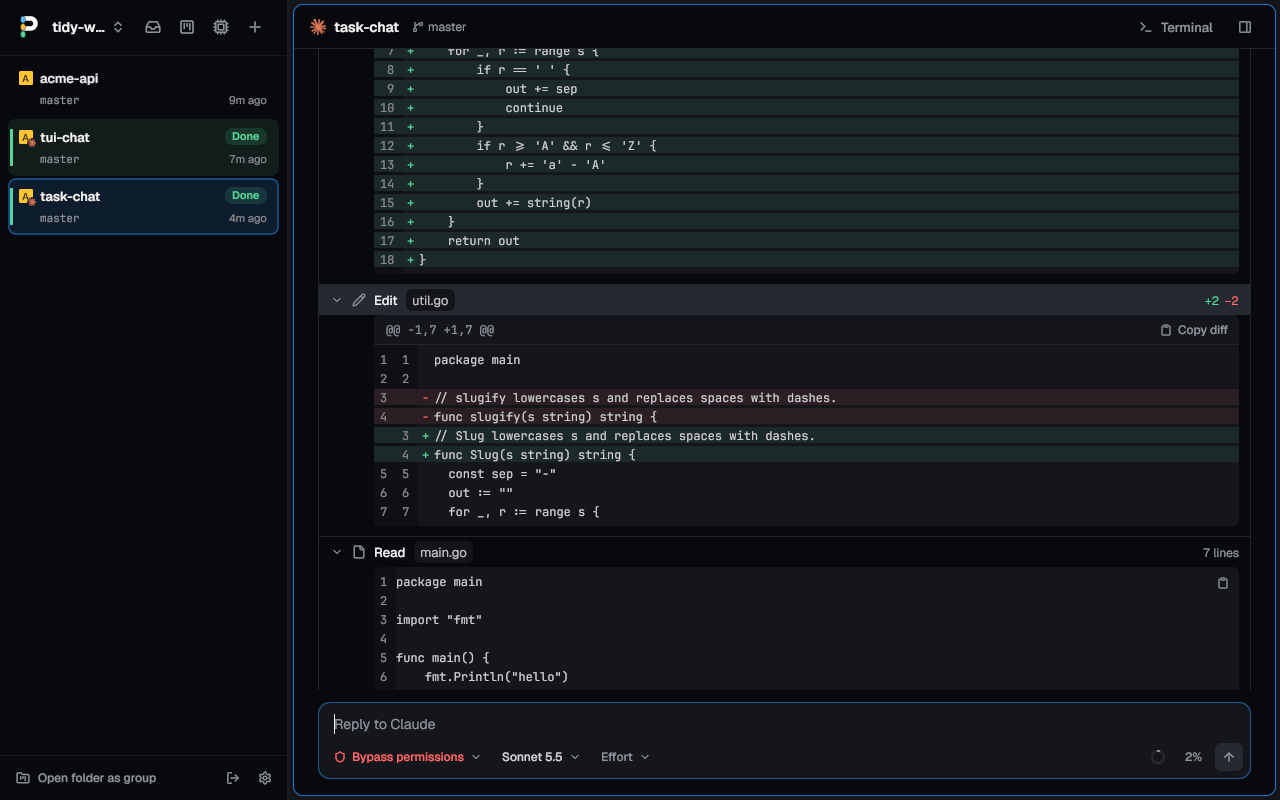 tidy-w...
acme-api
master 9m ago
tui-chat Done
master 7m ago
task-chat Done
master 4m ago
Open folder as group
task-chat master Terminal
7 + for _, r := range s {
8 + if r == ' ' {
9 + out += sep
10 + continue
11 + }
12 + if r >= 'A' && r <= 'Z' {
13 + r += 'a' - 'A'
14 + }
15 + out += string(r)
16 + }
17 + return out
18 + }
Edit util.go +2 −2
@@ -1,7 +1,7 @@ Copy diff
1 1 package main
2 2
3 - // slugify lowercases s and replaces spaces with dashes.
4 - func slugify(s string) string {
3 + // Slug lowercases s and replaces spaces with dashes.
4 + func Slug(s string) string {
5 5 const sep = "-"
6 6 out := ""
7 7 for _, r := range s {
Read main.go 7 lines
1 package main
2
3 import "fmt"
4
5 func main() {
6 fmt.Println("hello")
Reply to Claude
Bypass permissions Sonnet 5.5 Effort 2%